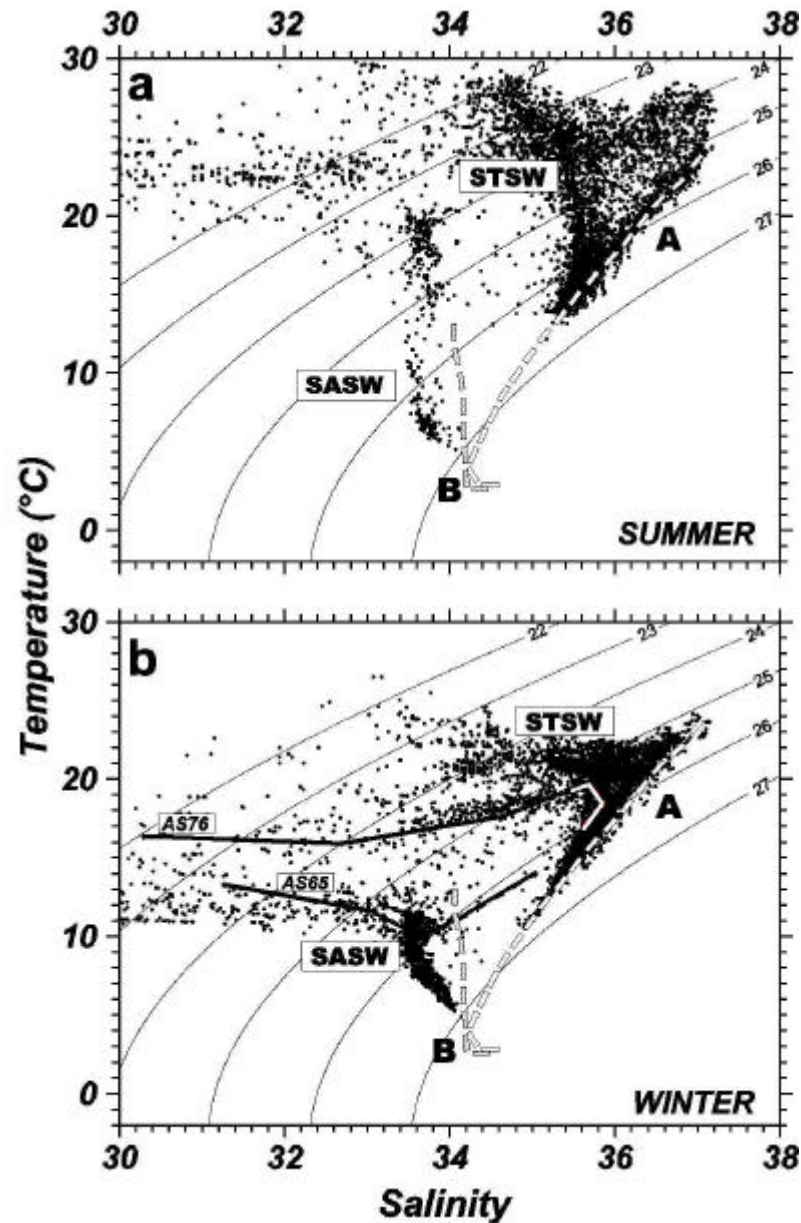 30 32 34 36 38
30
20
10
0
a
22
23
24
25
26
27
STSW
A
SASW
B
SUMMER
Temperature (°C)
30
20
10
0
b
22
23
24
25
26
27
STSW
A
AS76
AS65
SASW
B
WINTER
30 32 34 36 38
Salinity